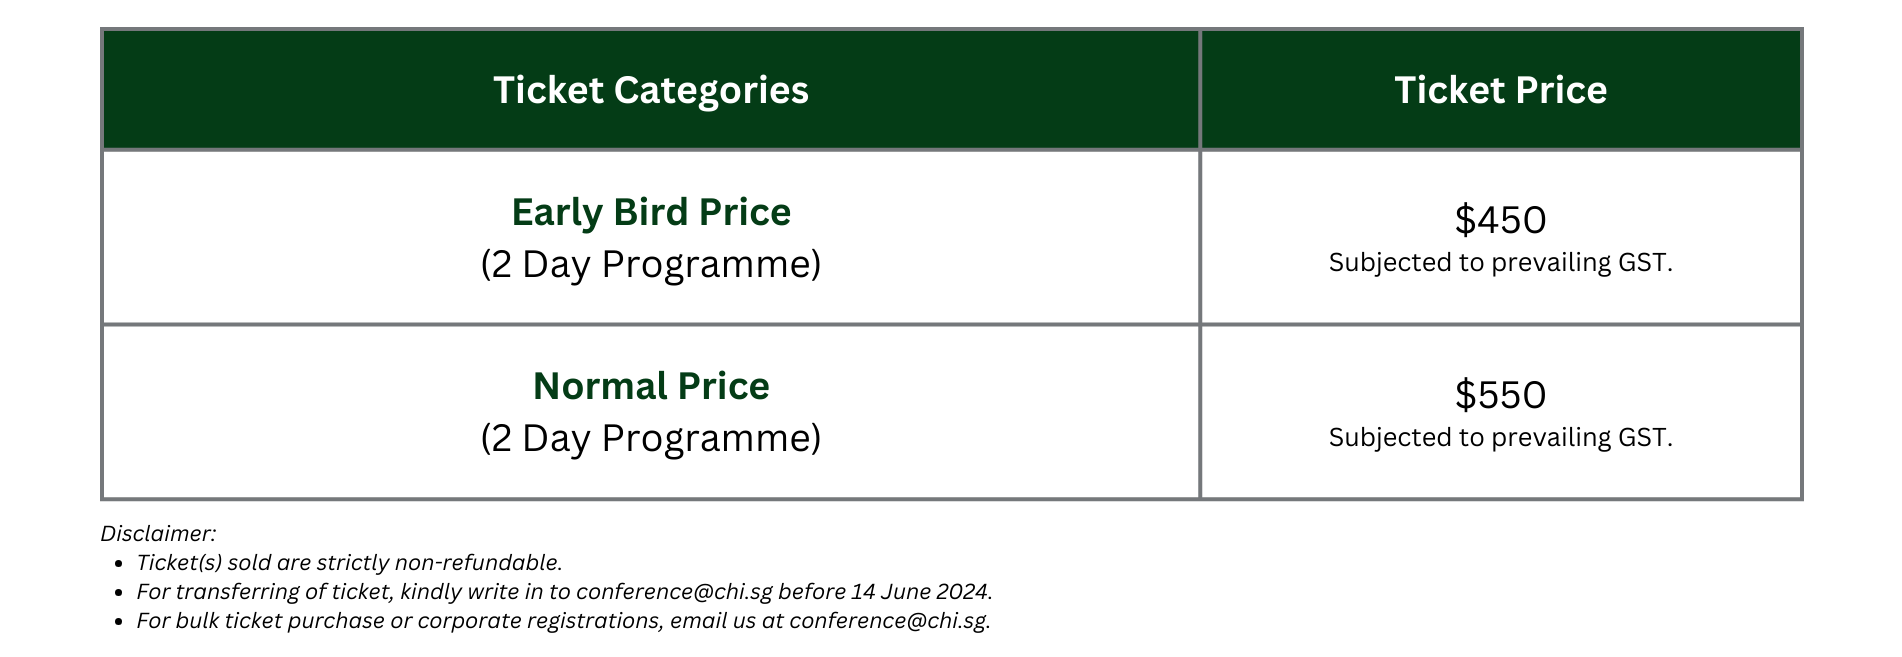 Ticket Categories
Ticket Price
Early Bird Price
(2 Day Programme)
$450
Subjected to prevailing GST.
Normal Price
(2 Day Programme)
$550
Subjected to prevailing GST.
Disclaimer:
• Ticket(s) sold are strictly non-refundable.
• For transferring of ticket, kindly write in to conference@chi.sg before 14 June 2024.
• For bulk ticket purchase or corporate registrations, email us at conference@chi.sg.